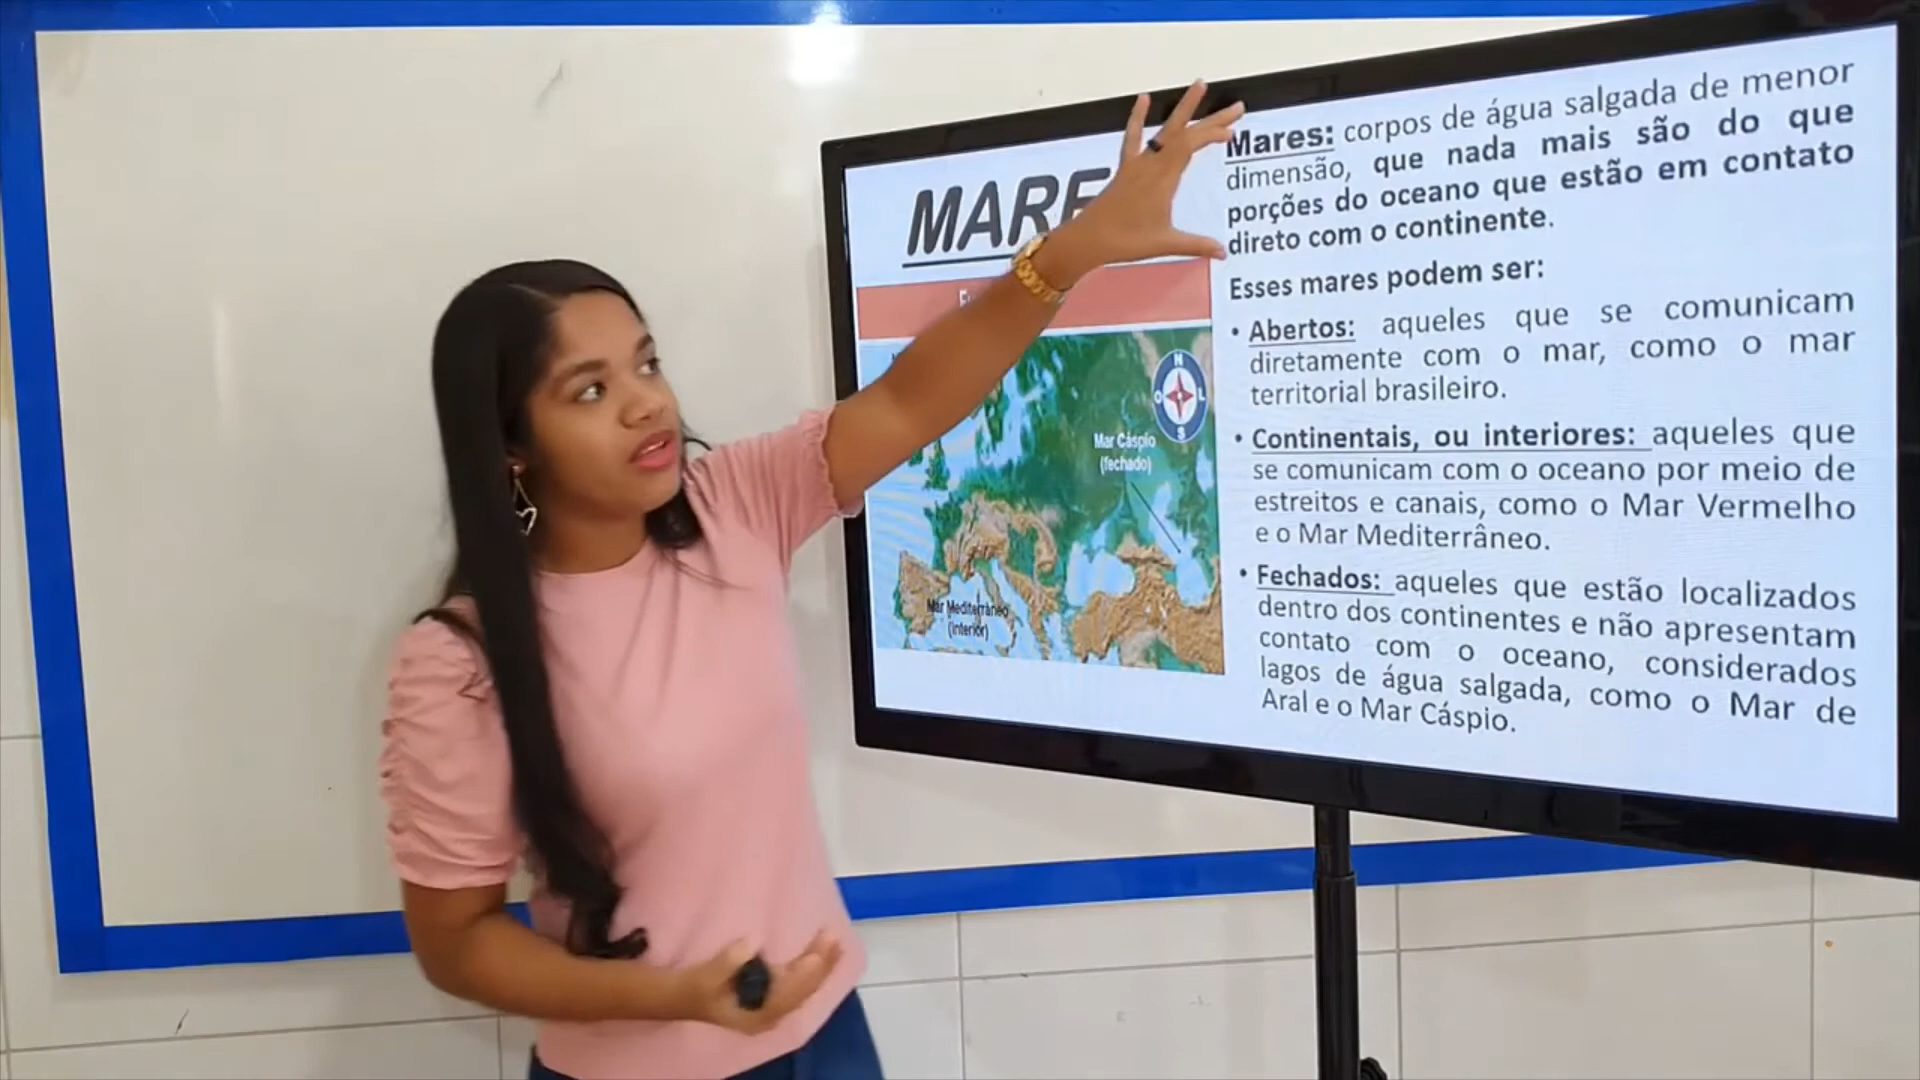 MARE
Mar Cáspio
(fechado)
N
O
L
S
Mar Mediterrâneo
(interior)
Mares: corpos de água salgada de menor
dimensão, que nada mais são do que
porções do oceano que estão em contato
direto com o continente.
Esses mares podem ser:
• Abertos: aqueles que se comunicam
diretamente com o mar, como o mar
territorial brasileiro.
• Continentais, ou interiores: aqueles que
se comunicam com o oceano por meio de
estreitos e canais, como o Mar Vermelho
e o Mar Mediterrâneo.
• Fechados: aqueles que estão localizados
dentro dos continentes e não apresentam
contato com o oceano, considerados
lagos de água salgada, como o Mar de
Aral e o Mar Cáspio.